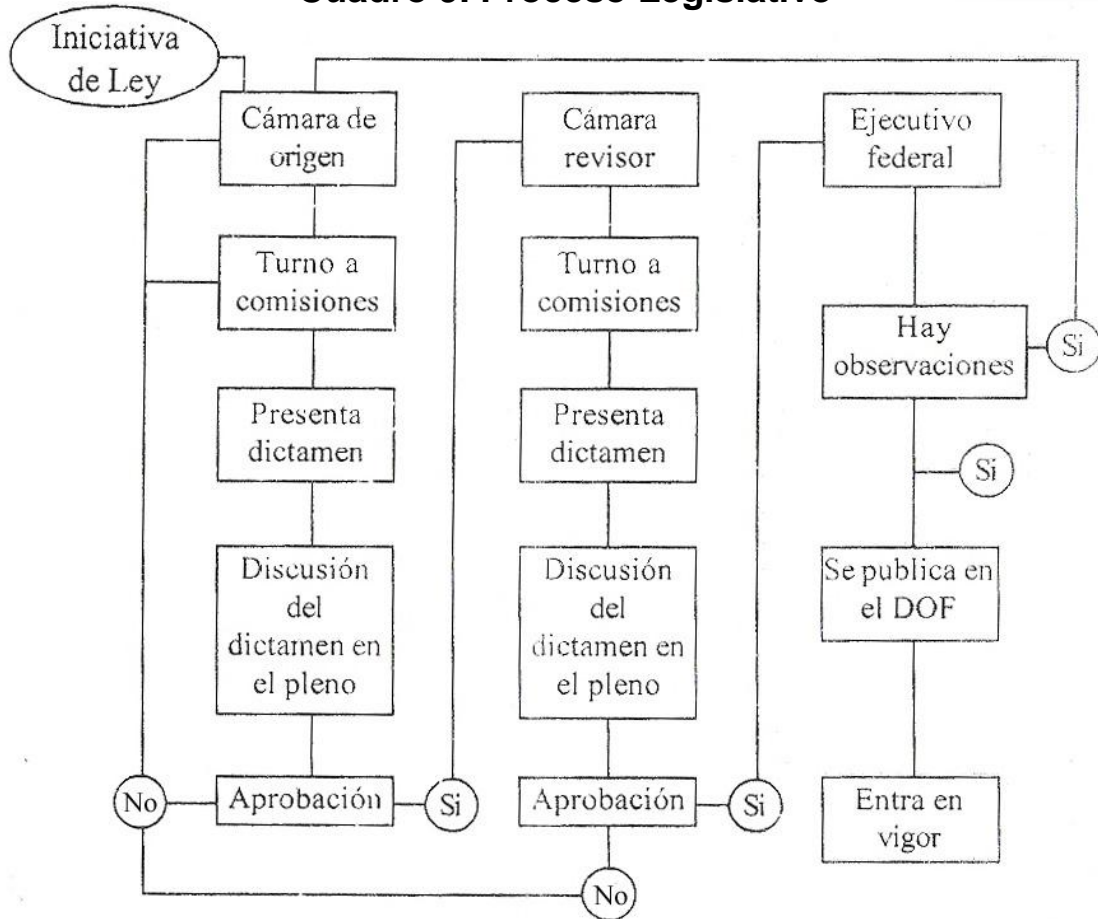 Iniciativa
de Ley
Cámara de
origen
Turno a
comisiones
Presenta
dictamen
Discusión
del
dictamen en
el pleno
No
Aprobación
Si
Cámara
revisor
Turno a
comisiones
Presenta
dictamen
Discusión
del
dictamen en
el pleno
Aprobación
Si
No
Ejecutivo
federal
Hay
observaciones
Si
Si
Se publica en
el DOF
Entra en
vigor